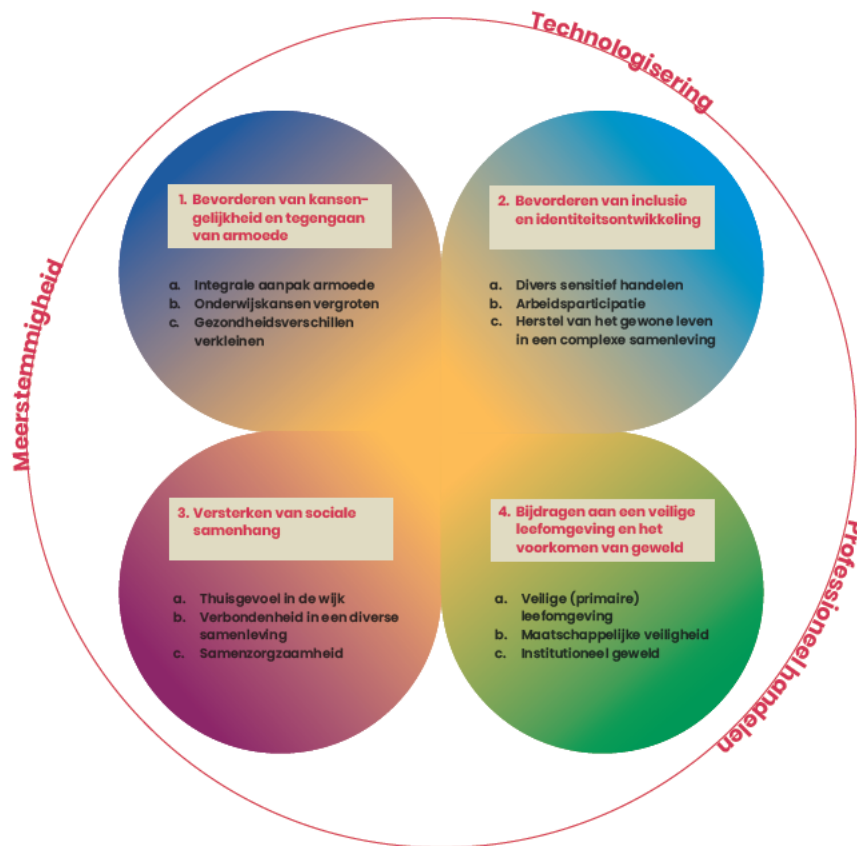 Technologisering
1. Bevorderen van kansen-
gelijkheid en tegengaan
van armoede
a. Integrale aanpak armoede
b. Onderwijskansen vergroten
c. Gezondheidsverschillen
verkleinen
2. Bevorderen van inclusie
en identiteitsontwikkeling
a. Divers sensitief handelen
b. Arbeidsparticipatie
c. Herstel van het gewone leven
in een complexe samenleving
Meerstemmigheid
3. Versterken van sociale
samenhang
a. Thuisgevoel in de wijk
b. Verbondenheid in een diverse
samenleving
c. Samenzorgzaamheid
4. Bijdragen aan een veilige
leefomgeving en het
voorkomen van geweld
a. Veilige (primaire)
leefomgeving
b. Maatschappelijke veiligheid
c. Institutioneel geweld
Professioneel handelen